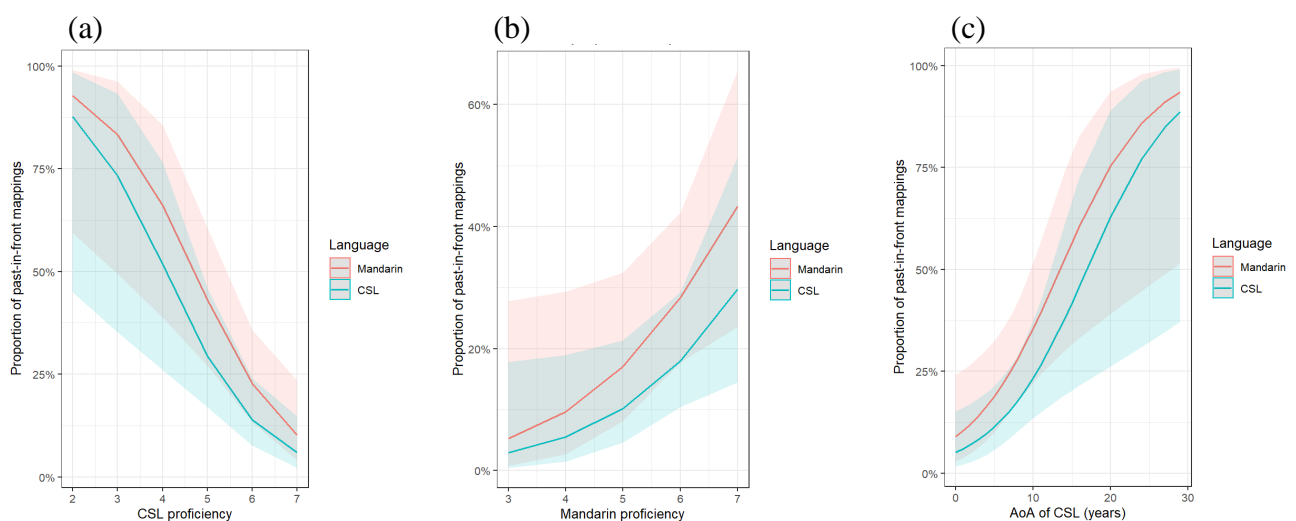 (a)
Proportion of past-in-front mappings
100%
75%
50%
25%
0%
2 3 4 5 6 7
CSL proficiency
Language
Mandarin
CSL
(b)
Proportion of past-in-front mappings
60%
40%
20%
0%
3 4 5 6 7
Mandarin proficiency
Language
Mandarin
CSL
(c)
Proportion of past-in-front mappings
100%
75%
50%
25%
0%
0 10 20 30
AoA of CSL (years)
Language
Mandarin
CSL